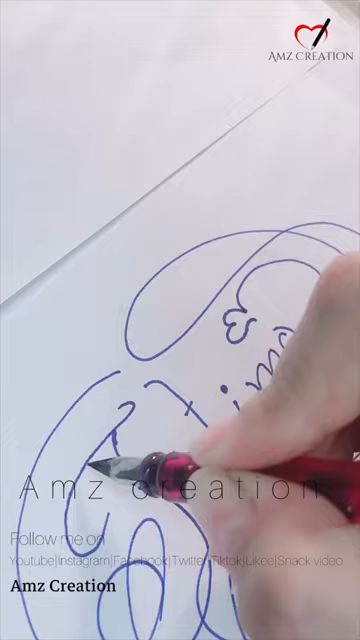 AMZ CREATION
Amz creation
Follow me on
Youtube|Instagram|Facebook|Twitter|Tiktok|Likee|Snack video
Amz Creation